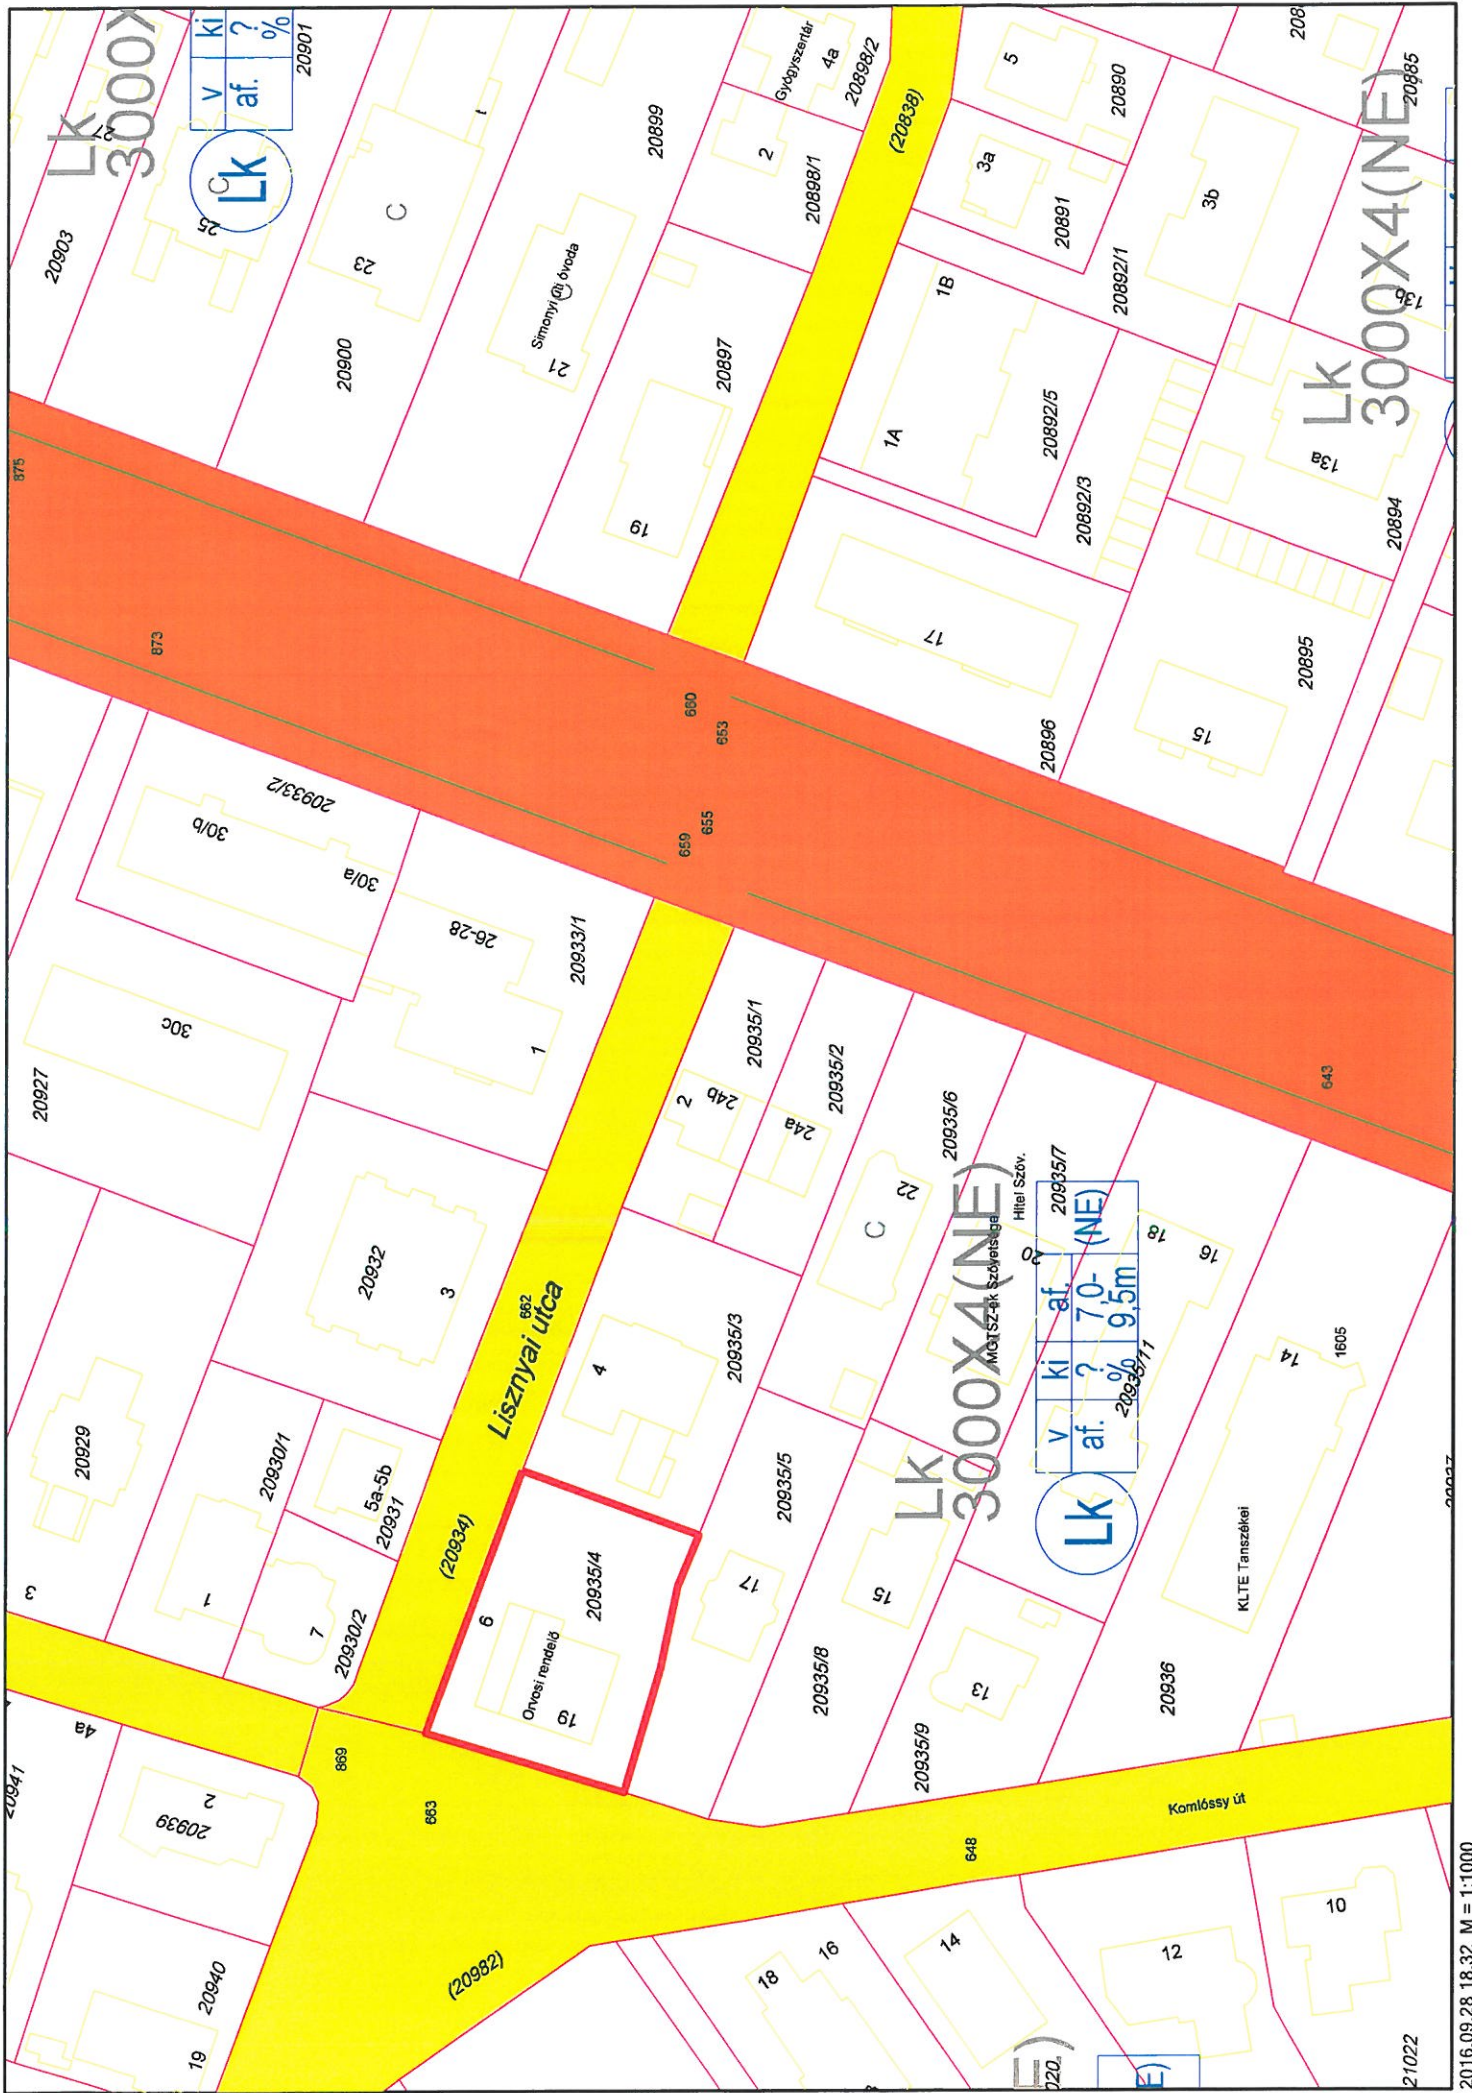 Lk
3000X
27
v
ki
af.
?
%
Lk
C
25
20901
20903
23
C
t
20900
20899
Simonyi úti óvoda
21
20897
19
Gyógyszertár
4a
20898/2
2
20898/1
(20838)
5
20890
3a
20891
3b
20892/1
20885
1B
1A
20892/5
20892/3
Lk
3000X4(NE)
13b
13a
20894
17
20896
15
20895
875
873
660
653
659
655
643
20933/2
30/b
30/a
26-28
20933/1
1
30c
20927
20932
3
20929
20930/1
1
3
5a-5b
20931
7
20930/2
Lisznyai utca
662
(20934)
2
24b
20935/1
24a
20935/2
22
C
20935/6
4
20935/3
6
Orvosi rendelő
19
20935/4
17
20935/5
15
20935/8
13
20935/9
Lk
3000X4(NE)
MGTSZ-ek Szövetsége
Hitel Szöv.
20
20935/7
v
ki
af.
(NE)
af.
?
%
7,0-
9,5m
Lk
20935/11
18
16
14
1605
KLTE Tanszékei
20936
20937
Komlóssy út
648
663
869
4a
20941
2
20939
20940
19
(20982)
18
16
14
12
10
21022
E)
E)
2016.09.28 18.32 M = 1:1000